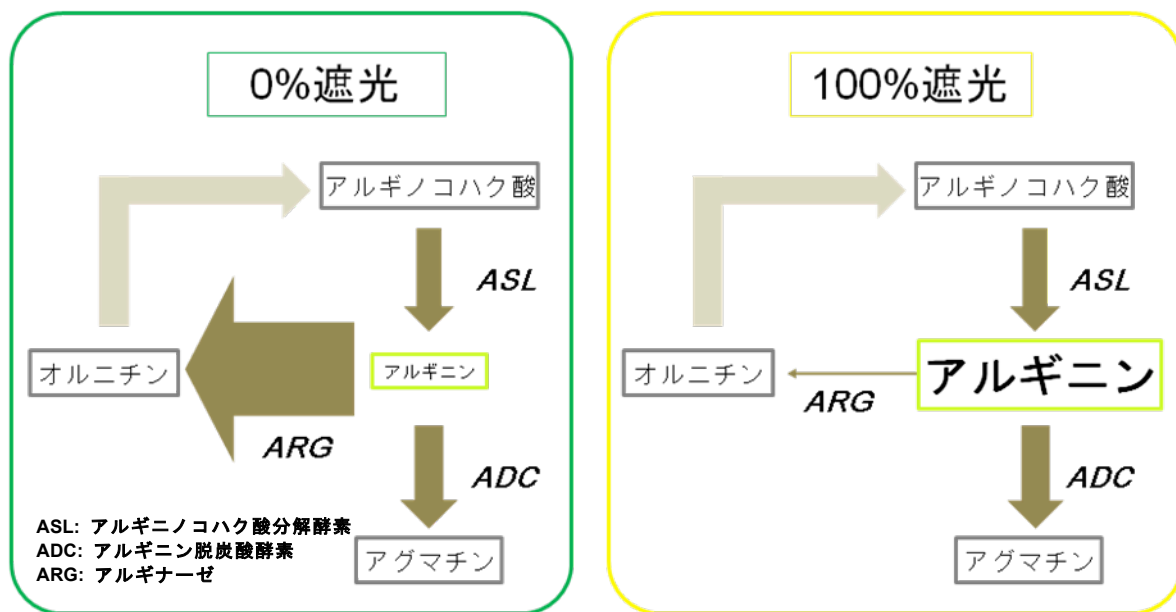 0%遮光
アルギノコハク酸
ASL
オルニチン
アルギニン
ARG
ADC
アグマチン
ASL: アルギニノコハク酸分解酵素
ADC: アルギニン脱炭酸酵素
ARG: アルギナーゼ
100%遮光
アルギノコハク酸
ASL
オルニチン
アルギニン
ARG
ADC
アグマチン